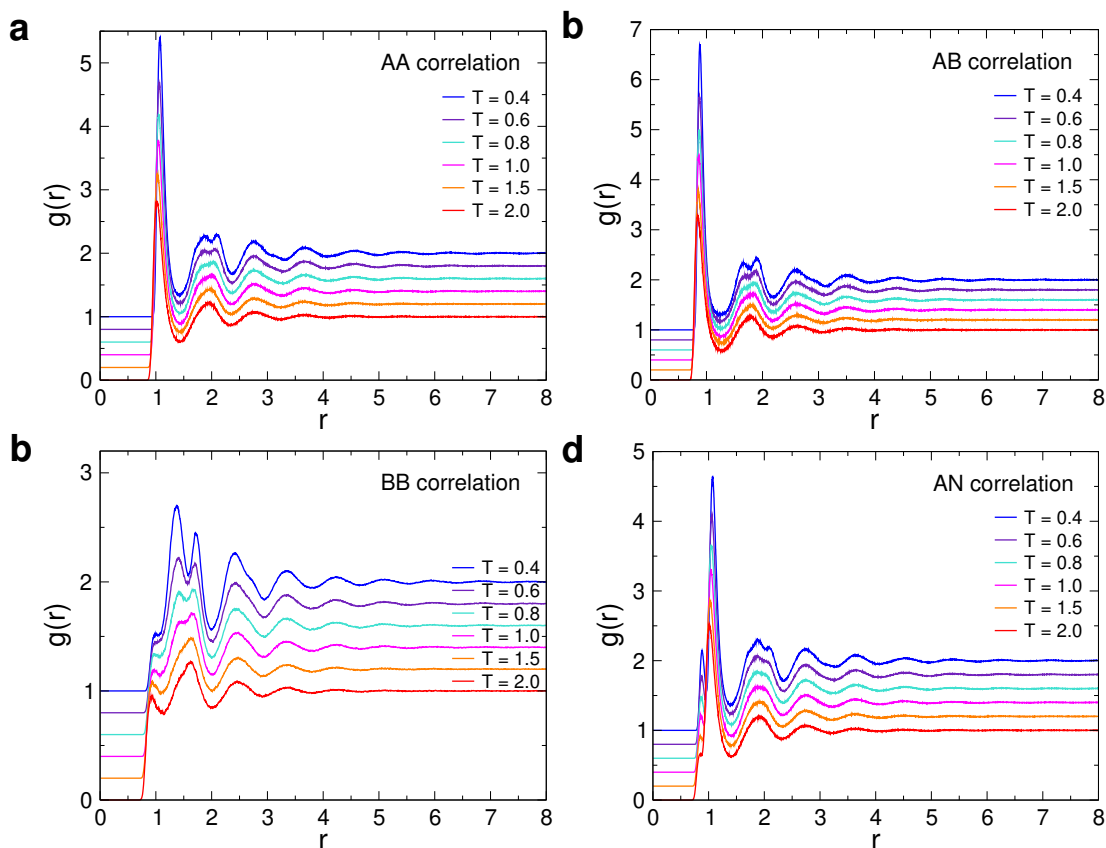 a
AA correlation
T = 0.4
T = 0.6
T = 0.8
T = 1.0
T = 1.5
T = 2.0
g(r)
5
4
3
2
1
0
0 1 2 3 4 5 6 7 8
r
b
AB correlation
T = 0.4
T = 0.6
T = 0.8
T = 1.0
T = 1.5
T = 2.0
g(r)
7
6
5
4
3
2
1
0
0 1 2 3 4 5 6 7 8
r
b
BB correlation
T = 0.4
T = 0.6
T = 0.8
T = 1.0
T = 1.5
T = 2.0
g(r)
3
2
1
0
0 1 2 3 4 5 6 7 8
r
d
AN correlation
T = 0.4
T = 0.6
T = 0.8
T = 1.0
T = 1.5
T = 2.0
g(r)
5
4
3
2
1
0
0 1 2 3 4 5 6 7 8
r